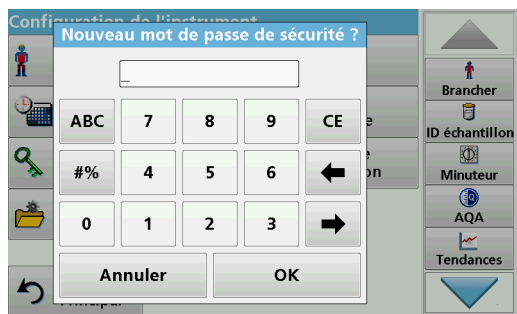 Configuration de l'instrument
Nouveau mot de passe de sécurité ?
_
ABC 7 8 9 CE
#% 4 5 6
0 1 2 3
Annuler OK
Principal
Brancher
ID échantillon
Minuteur
AQA
Tendances